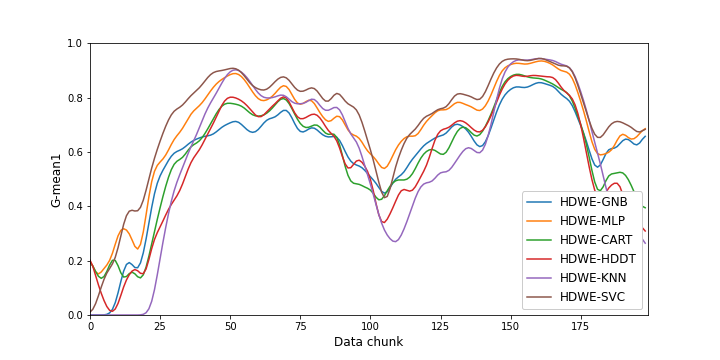 G-mean1
1.0
0.8
0.6
0.4
0.2
0.0
0 25 50 75 100 125 150 175
Data chunk
HDWE-GNB
HDWE-MLP
HDWE-CART
HDWE-HDDT
HDWE-KNN
HDWE-SVC